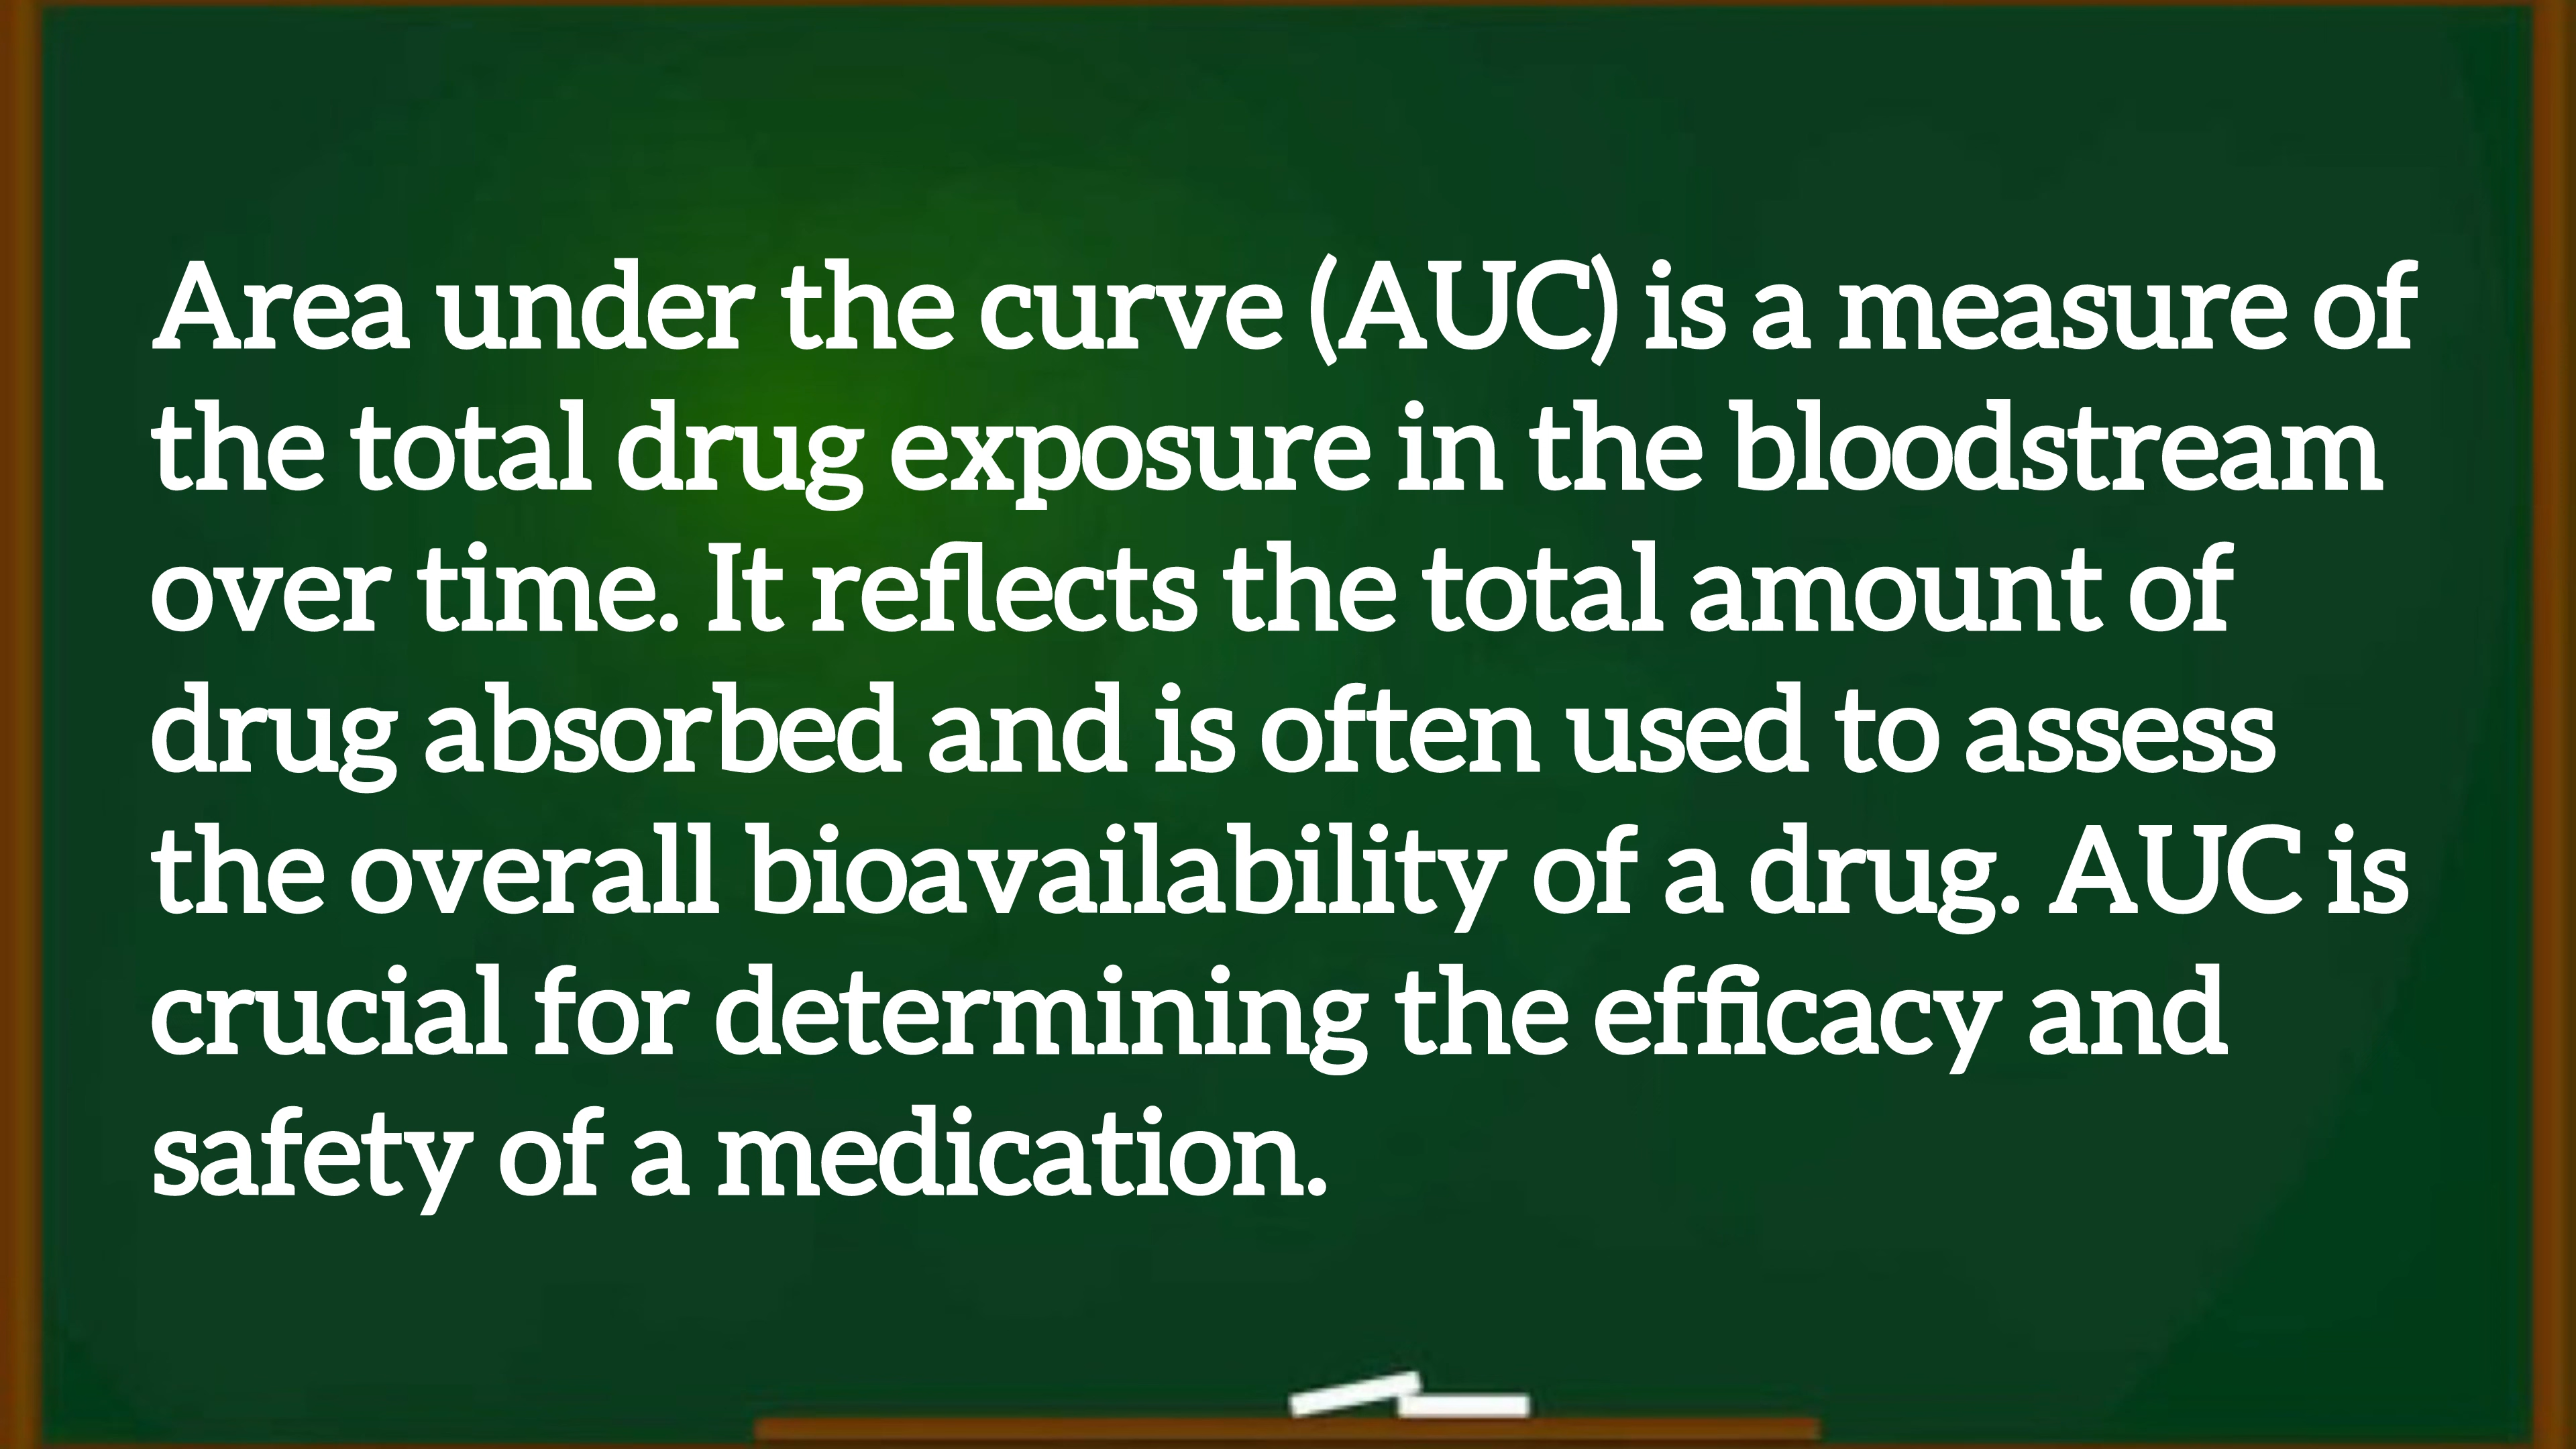 Area under the curve (AUC) is a measure of
the total drug exposure in the bloodstream
over time. It reflects the total amount of
drug absorbed and is often used to assess
the overall bioavailability of a drug. AUC is
crucial for determining the efficacy and
safety of a medication.